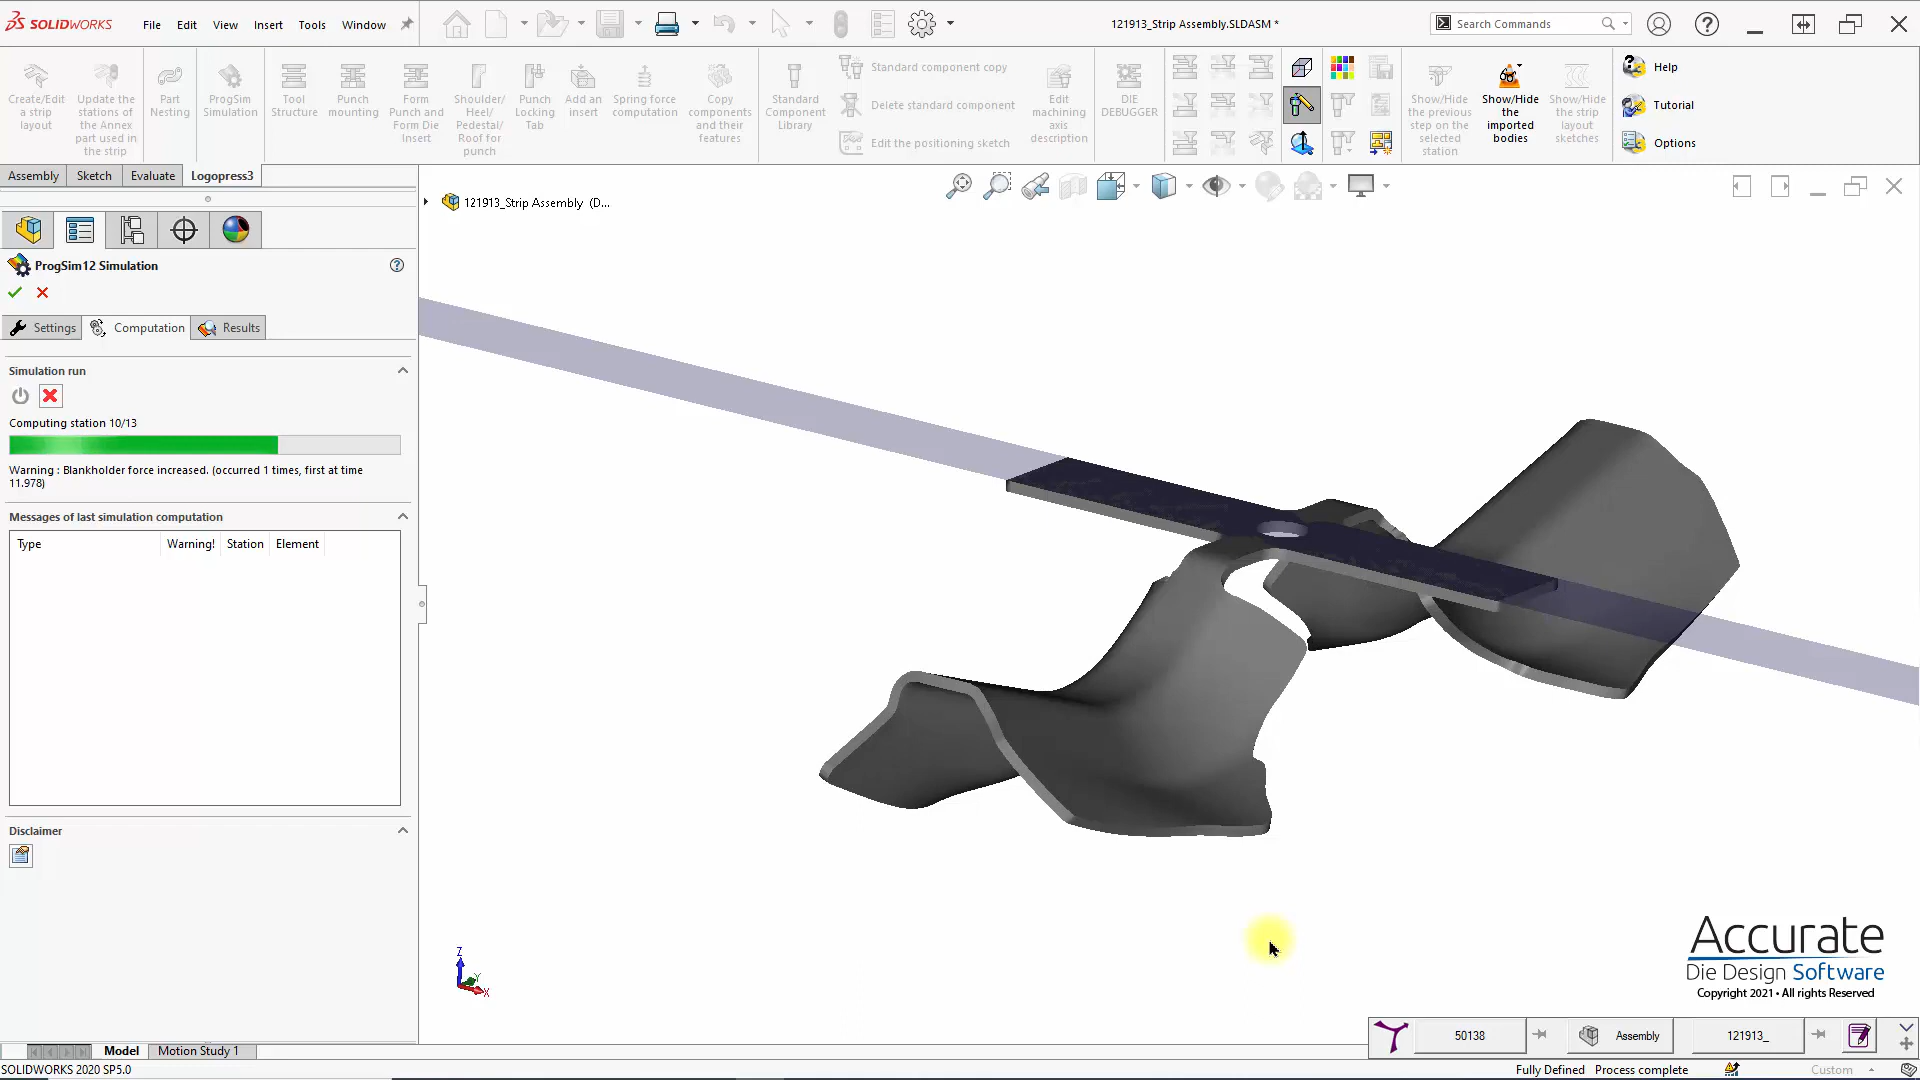 SOLIDWORKS
File
Edit
View
Insert
Tools
Window
121913_Strip Assembly.SLDASM *
Search Commands
Create/Edit
a strip
layout
Update the
stations of
the Annex
part used in
the strip
Part
Nesting
ProgSim
Simulation
Tool
Structure
Punch
mounting
Form
Punch and
Form Die
Insert
Shoulder/
Heel/
Pedestal/
Roof for
punch
Punch
Locking
Tab
Add an
insert
Spring force
computation
Copy
components
and their
features
Standard
Component
Library
Standard component copy
Delete standard component
Edit the positioning sketch
Edit
machining
axis
description
DIE
DEBUGGER
Show/Hide
the previous
step on the
selected
station
Show/Hide
the
imported
bodies
Show/Hide
the strip
layout
sketches
Help
Tutorial
Options
Assembly
Sketch
Evaluate
Logopress3
121913_Strip Assembly (D...
ProgSim12 Simulation
Settings
Computation
Results
Simulation run
Computing station 10/13
Warning : Blankholder force increased. (occurred 1 times, first at time
11.978)
Messages of last simulation computation
Type
Warning!
Station
Element
Disclaimer
Z
Y
X
Accurate
Die Design Software
Copyright 2021 • All rights Reserved
50138
Assembly
121913_
Model
Motion Study 1
SOLIDWORKS 2020 SP5.0
Fully Defined
Process complete
Custom